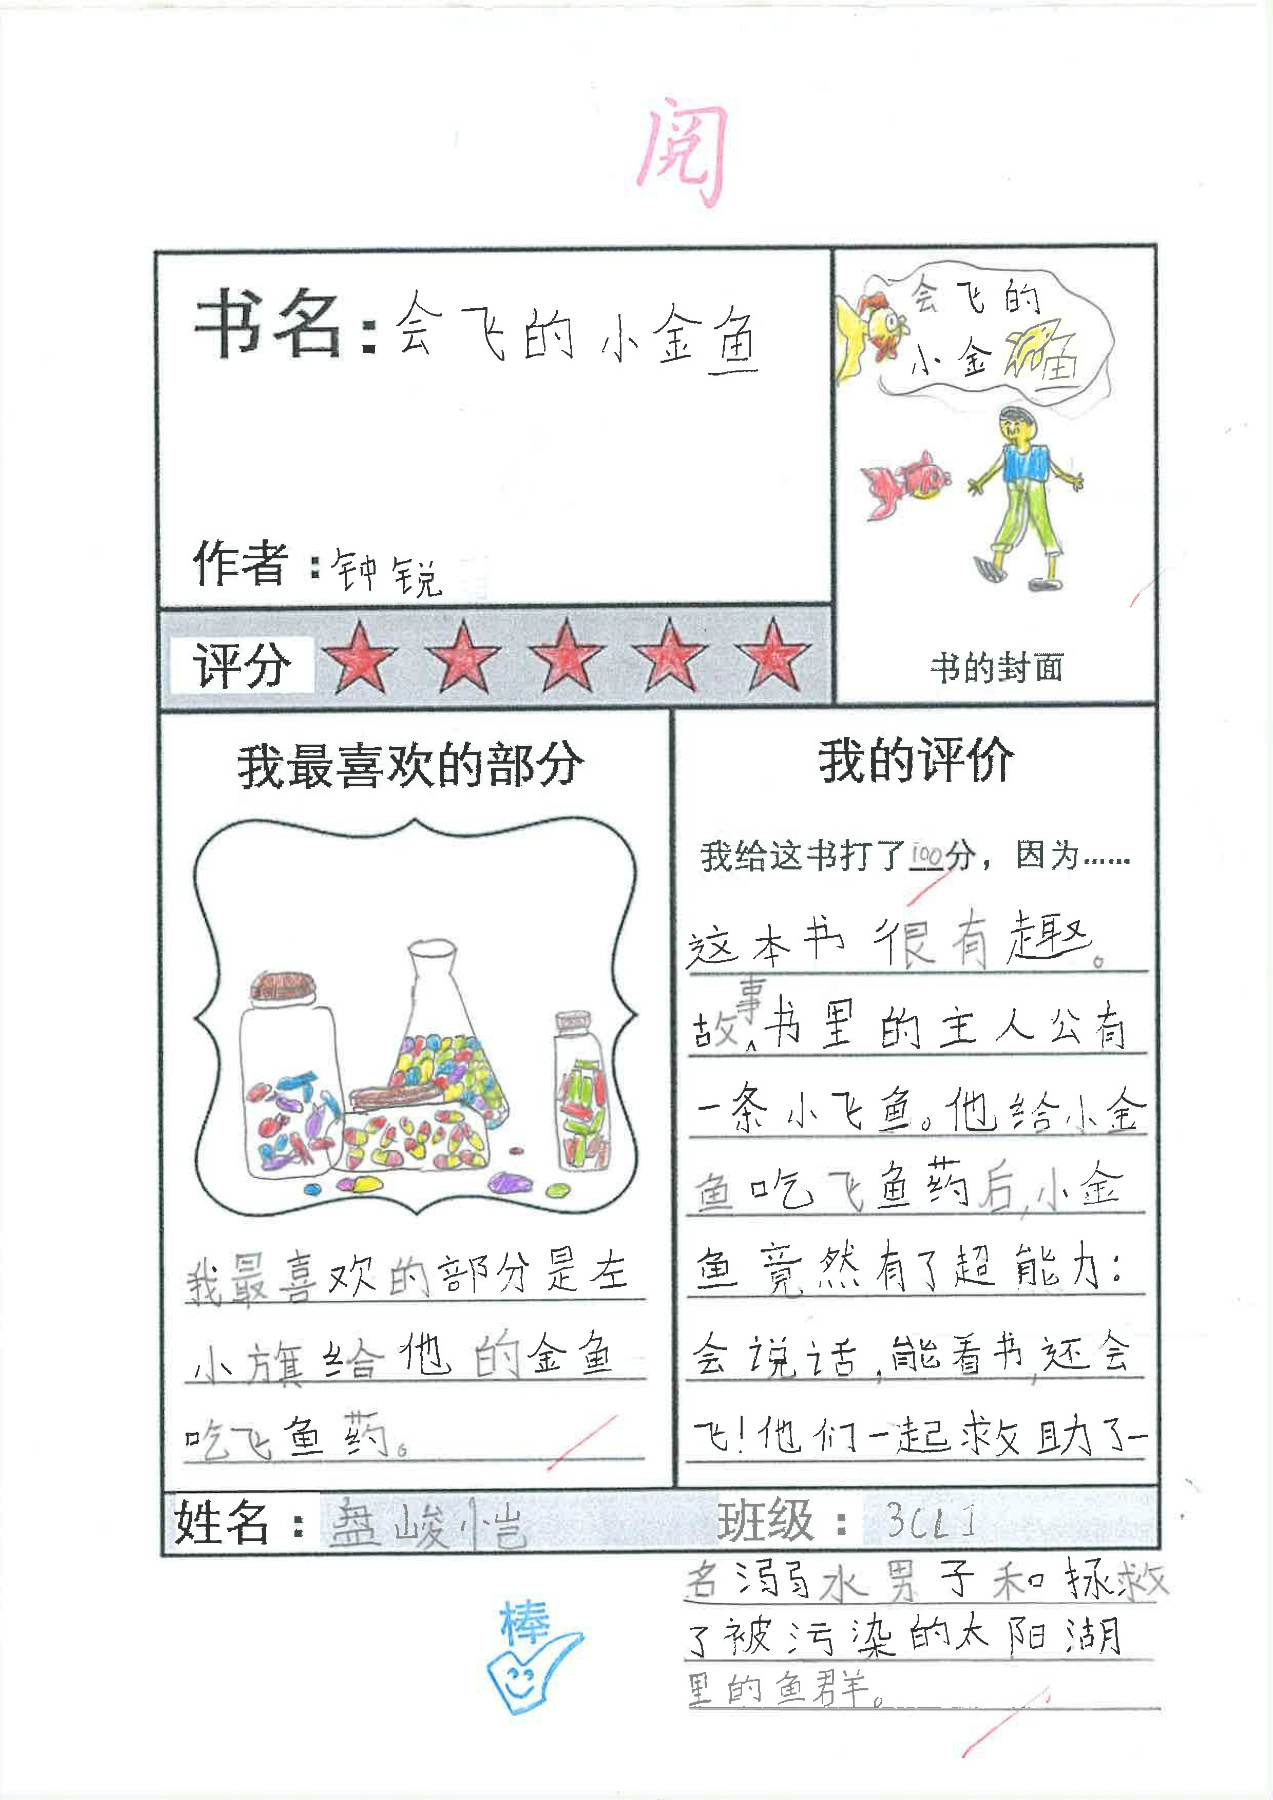 阅
书名：会飞的小金鱼
会飞的
小金鱼
作者：钟锐
评分
书的封面
我最喜欢的部分
我最喜欢的部分是左
小旗给他的金鱼
吃飞鱼药。
我的评价
我给这书打了100分，因为……
这本书很有趣。
故事书里的主人公有
一条小飞鱼。他给小金
鱼吃飞鱼药后,小金
鱼竟然有了超能力：
会说话,能看书,还会
飞！他们一起救助了一
姓名：盘峻恺
班级：3CLJ
名溺水男子和拯救
了被污染的太阳湖
里的鱼群。
棒